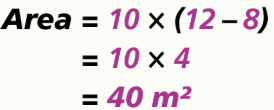 Area = 10 × (12 – 8)
= 10 × 4
= 40 m²